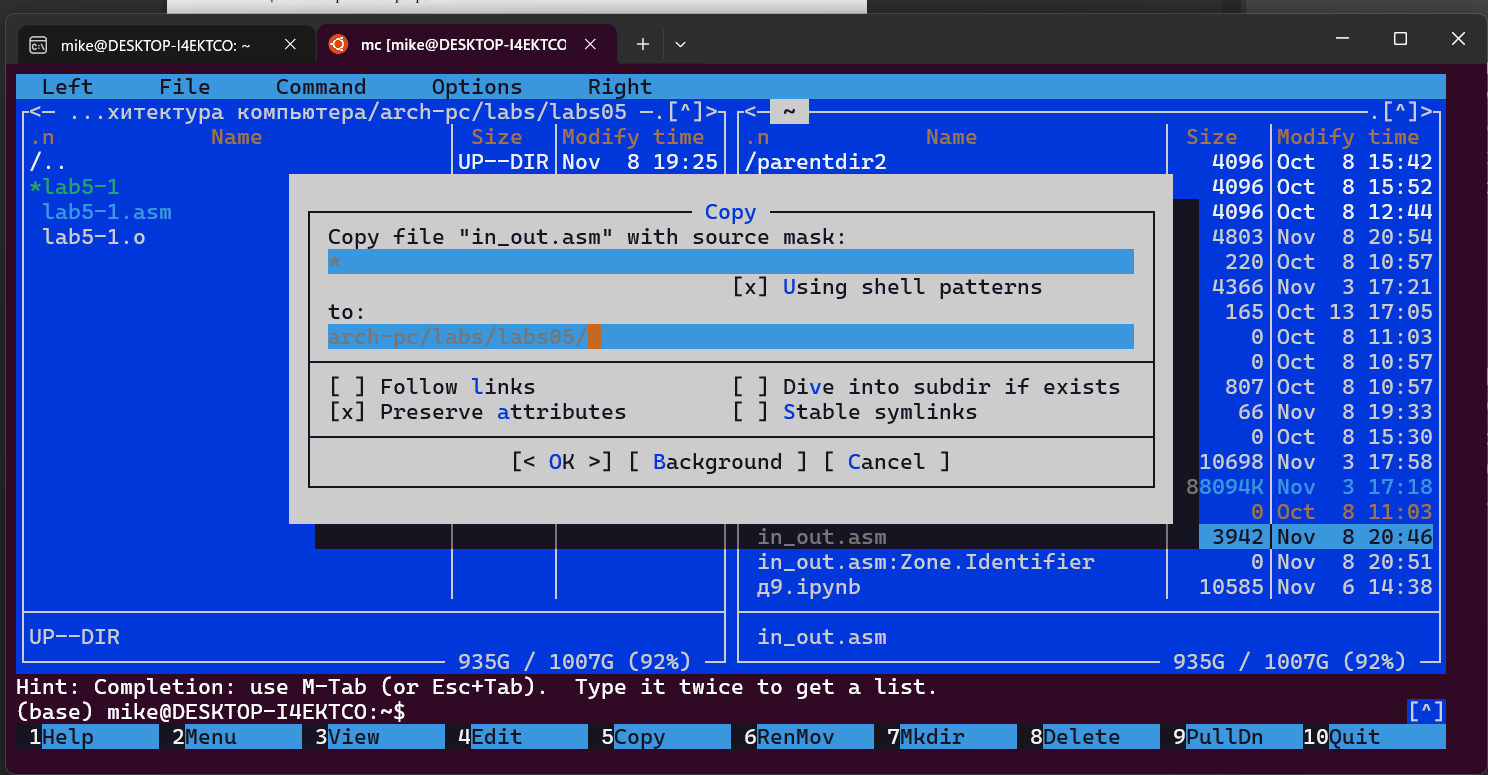 mike@DESKTOP-I4EKTCO: ~
mc [mike@DESKTOP-I4EKTCO
Left File Command Options Right
<— ...хитектура компьютера/arch-pc/labs/labs05 —.[^]>
<— ~ .[^]>
.n Name Size Modify time .n Name Size Modify time
/.. UP--DIR Nov 8 19:25 /parentdir2 4096 Oct 8 15:42
*lab5-1 4096 Oct 8 15:52
lab5-1.asm Copy 4096 Oct 8 12:44
lab5-1.o Copy file "in_out.asm" with source mask: 4803 Nov 8 20:54
* 220 Oct 8 10:57
[x] Using shell patterns 4366 Nov 3 17:21
to: 165 Oct 13 17:05
arch-pc/labs/labs05/ 0 Oct 8 11:03
0 Oct 8 10:57
[ ] Follow links [ ] Dive into subdir if exists 807 Oct 8 10:57
[x] Preserve attributes [ ] Stable symlinks 66 Nov 8 19:33
0 Oct 8 15:30
[< OK >] [ Background ] [ Cancel ] 10698 Nov 3 17:58
88094K Nov 3 17:18
0 Oct 8 11:03
in_out.asm 3942 Nov 8 20:46
in_out.asm:Zone.Identifier 0 Nov 8 20:51
д9.ipynb 10585 Nov 6 14:38
UP--DIR in_out.asm
935G / 1007G (92%) 935G / 1007G (92%)
Hint: Completion: use M-Tab (or Esc+Tab). Type it twice to get a list.
(base) mike@DESKTOP-I4EKTCO:~$ [^]
1Help 2Menu 3View 4Edit 5Copy 6RenMov 7Mkdir 8Delete 9PullDn 10Quit